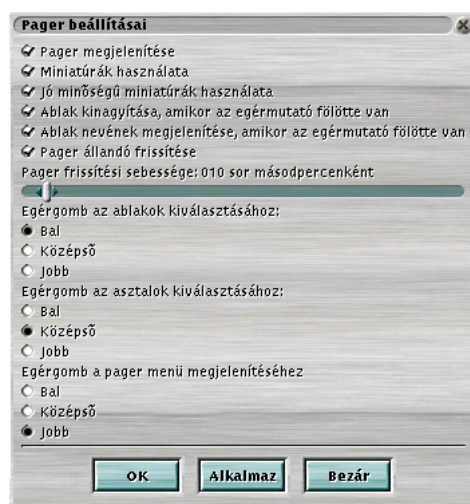 Pager beállításai
Pager megjelenítése
Miniatúrák használata
Jó minőségű miniatúrák használata
Ablak kinagyítása, amikor az egérmutató fölötte van
Ablak nevének megjelenítése, amikor az egérmutató fölötte van
Pager állandó frissítése
Pager frissítési sebessége: 010 sor másodpercenként
Egérgomb az ablakok kiválasztásához:
Bal
Középső
Jobb
Egérgomb az asztalok kiválasztásához:
Bal
Középső
Jobb
Egérgomb a pager menü megjelenítéséhez
Bal
Középső
Jobb
OK Alkalmaz Bezár